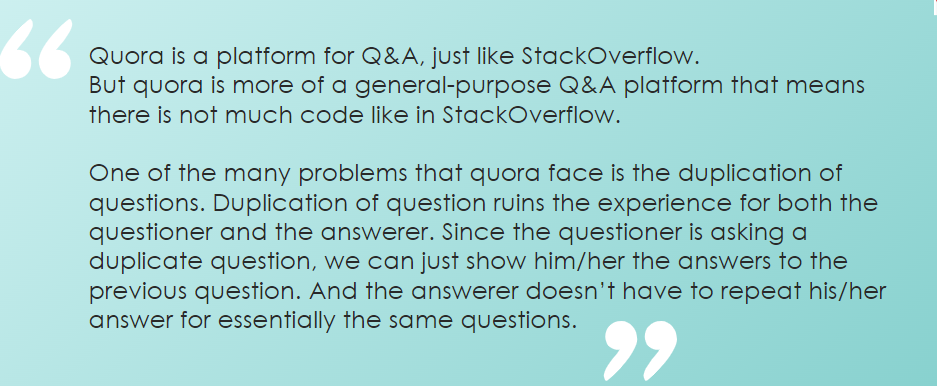 Quora is a platform for Q&A, just like StackOverflow.
But quora is more of a general-purpose Q&A platform that means
there is not much code like in StackOverflow.
One of the many problems that quora face is the duplication of
questions. Duplication of question ruins the experience for both the
questioner and the answerer. Since the questioner is asking a
duplicate question, we can just show him/her the answers to the
previous question. And the answerer doesn’t have to repeat his/her
answer for essentially the same questions.